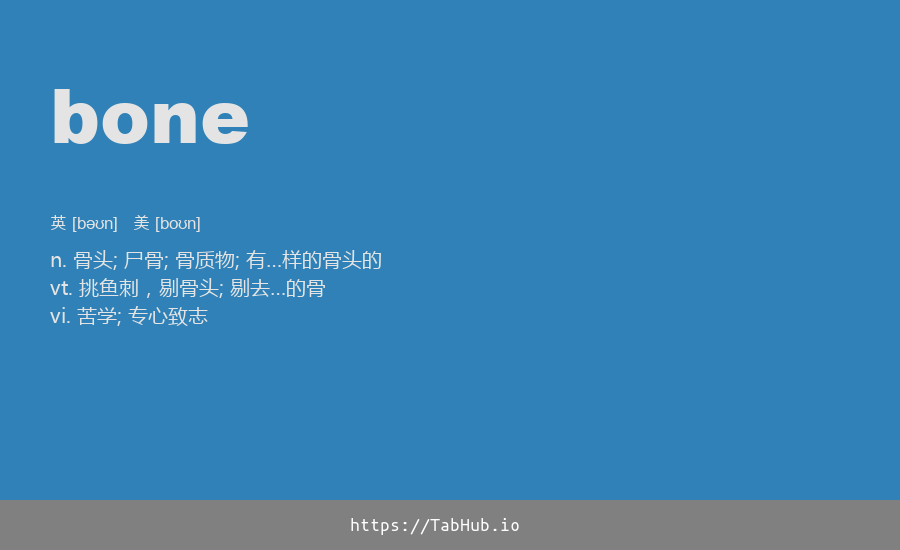 bone
英 [bəʊn] 美 [boʊn]
n. 骨头; 尸骨; 骨质物; 有...样的骨头的
vt. 挑鱼刺，剔骨头; 剔去...的骨
vi. 苦学; 专心致志
https://TabHub.io